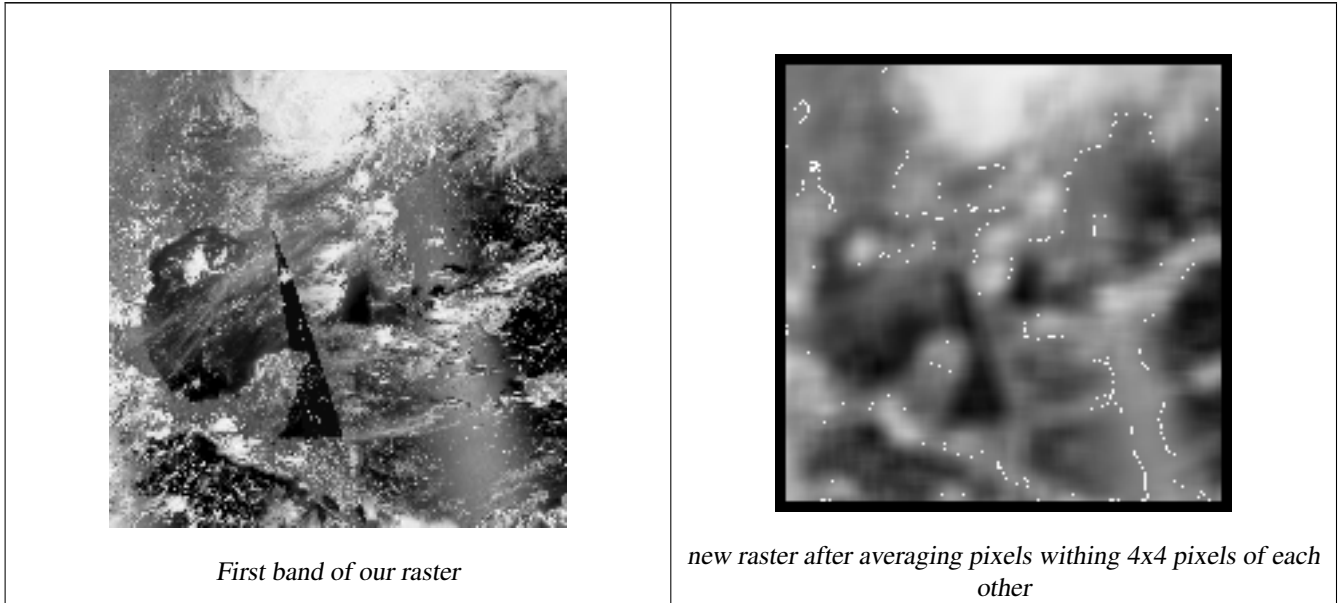 First band of our raster
new raster after averaging pixels withing 4x4 pixels of each
other